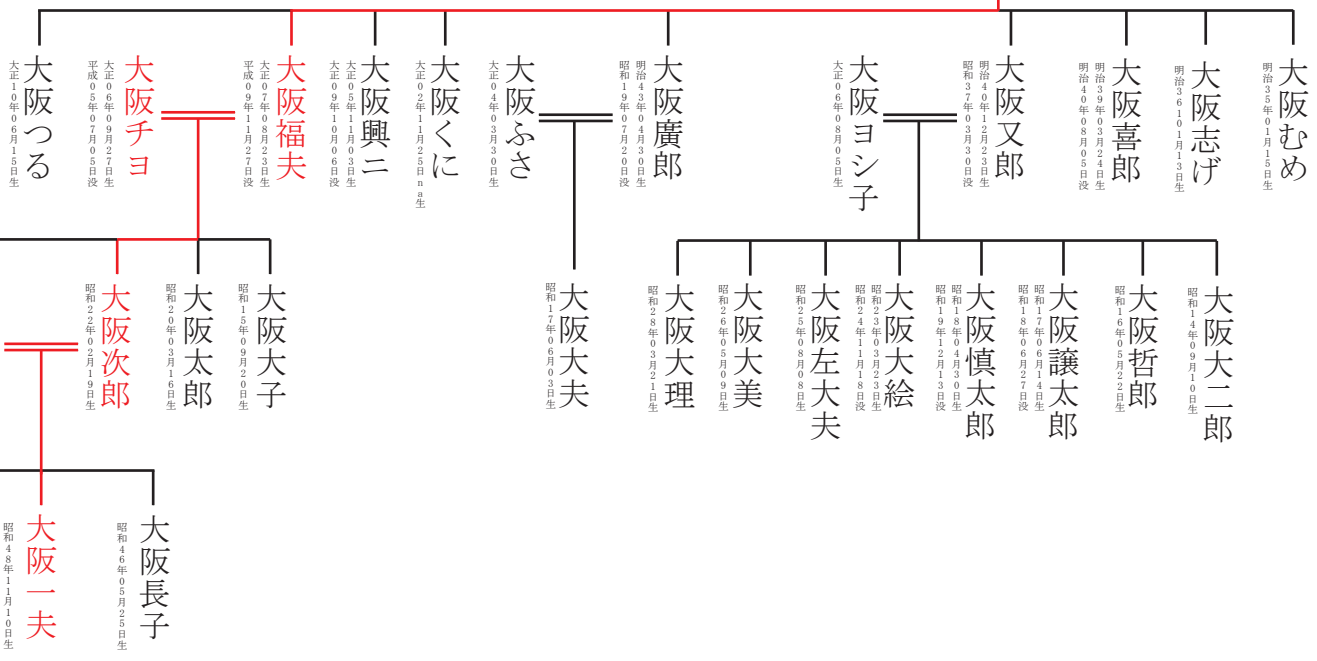 大阪むめ
明治35年01月15日生
大阪志げ
明治3610 1月13日生
大阪喜郎
明治39年03月24日生
明治40年08月05日没
大阪又郎
明治40年12月23日生
昭和37年03月30日没
大阪ヨシ子
大正06年08月05日生
大阪廣郎
明治43年04月30日生
昭和19年07月20日没
大阪ふさ
大正04年03月30日生
大阪くに
大正02年11月25日na生
大阪興ニ
大正05年11月03日生
大正09年10月06日没
大阪福夫
大正07年08月23日生
平成09年11月27日没
大阪チヨ
大正06年09月27日生
平成05年07月05日没
大阪つる
大正10年06月15日生
大阪大二郎
昭和14年09月10日生
大阪哲郎
昭和16年05月22日生
大阪譲太郎
昭和17年06月14日生
昭和18年06月27日没
大阪慎太郎
昭和18年04月30日生
昭和19年12月13日没
大阪大絵
昭和23年03月23日生
昭和24年11月18日没
大阪左大夫
昭和25年08月08日生
大阪大美
昭和26年05月09日生
大阪大理
昭和28年03月21日生
大阪大夫
昭和17年06月03日生
大阪大子
昭和15年09月20日生
大阪太郎
昭和20年03月16日生
大阪次郎
昭和22年02月19日生
大阪長子
昭和46年05月25日生
大阪一夫
昭和48年11月10日生